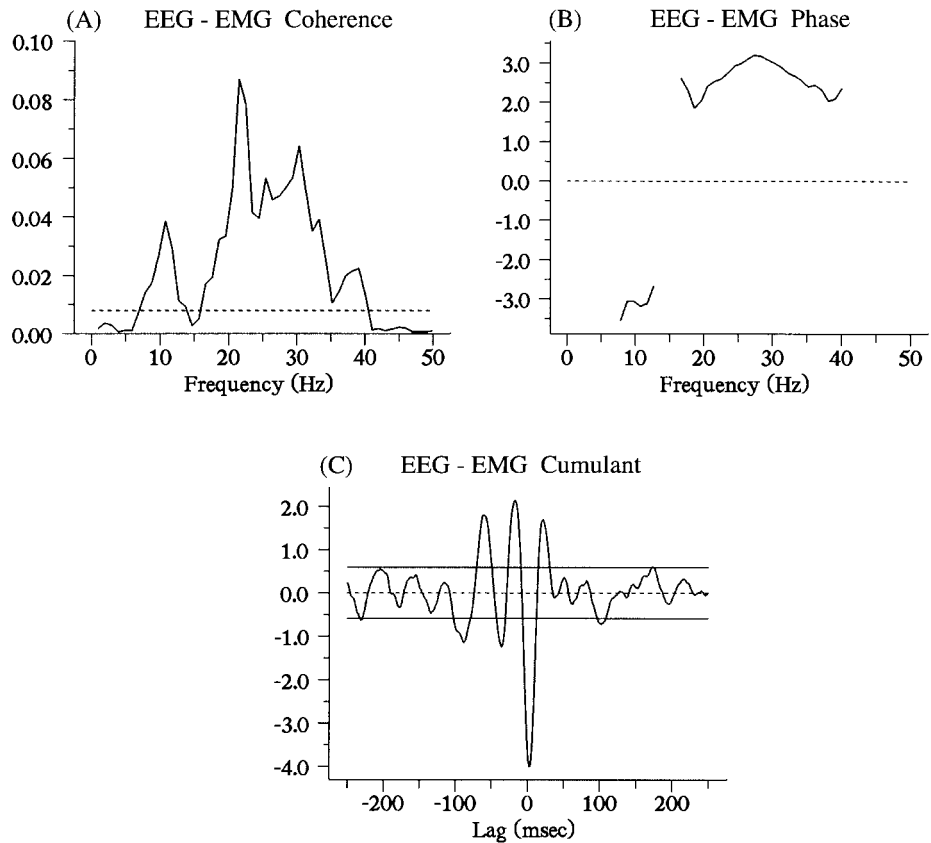 (A) EEG - EMG Coherence
0.10
0.08
0.06
0.04
0.02
0.00
0 10 20 30 40 50
Frequency (Hz)
(B) EEG - EMG Phase
3.0
2.0
1.0
0.0
-1.0
-2.0
-3.0
0 10 20 30 40 50
Frequency (Hz)
(C) EEG - EMG Cumulant
2.0
1.0
0.0
-1.0
-2.0
-3.0
-4.0
-200 -100 0 100 200
Lag (msec)